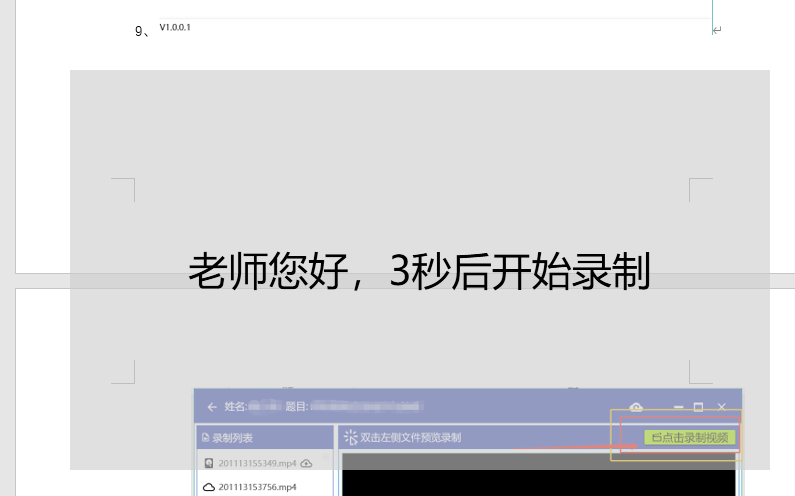 9、 V1.0.0.1
老师您好，3秒后开始录制
姓名: 题目:
录制列表 双击左侧文件预览录制 点击录制视频
201113155349.mp4
201113153756.mp4